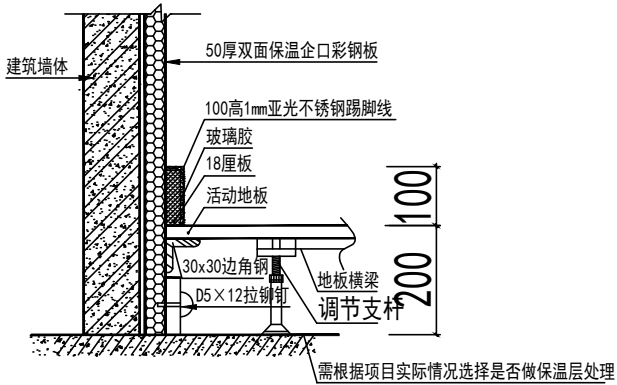 50厚双面保温企口彩钢板
建筑墙体
100高1mm亚光不锈钢踢脚线
玻璃胶
18厘板
活动地板
100
30x30边角钢
地板横梁
200
D5×12拉铆钉
调节支杆
需根据项目实际情况选择是否做保温层处理